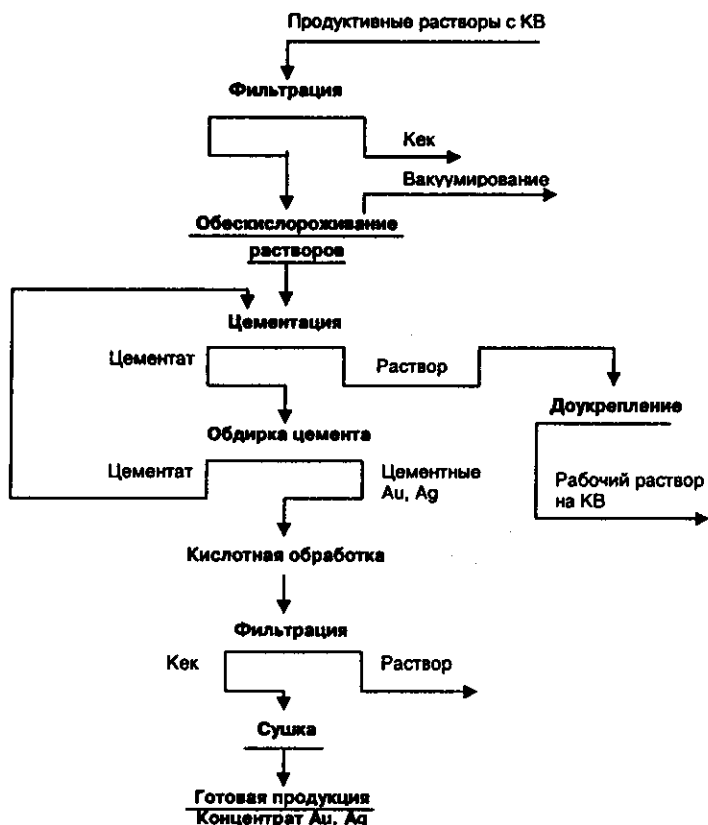 Продуктивные растворы с КВ
Фильтрация
Кек
Вакуумирование
Обескислороживание
растворов
Цементация
Цементат
Раствор
Доукрепление
Обдирка цемента
Цементат
Цементные
Au, Ag
Рабочий раствор
на КВ
Кислотная обработка
Фильтрация
Кек
Раствор
Сушка
Готовая продукция
Концентрат Au, Ag